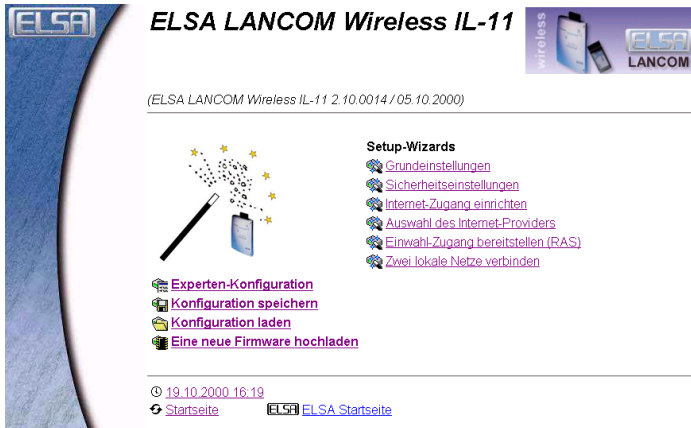 ELSA
ELSA LANCOM Wireless IL-11
wireless
ELSA
LANCOM
(ELSA LANCOM Wireless IL-11 2.10.0014 / 05.10.2000)
Setup-Wizards
Grundeinstellungen
Sicherheitseinstellungen
Internet-Zugang einrichten
Auswahl des Internet-Providers
Einwahl-Zugang bereitstellen (RAS)
Zwei lokale Netze verbinden
Experten-Konfiguration
Konfiguration speichern
Konfiguration laden
Eine neue Firmware hochladen
19.10.2000 16:19
Startseite
ELSA ELSA Startseite